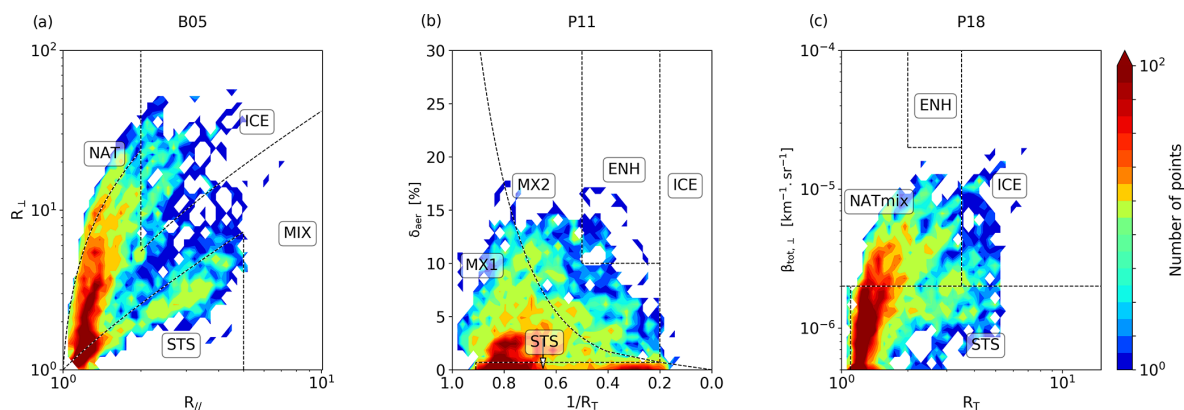 (a) B05
(b) P11
(c) P18
10²
10¹
10⁰
R⊥
10⁰
10¹
R//
NAT
ICE
MIX
STS
30
25
20
15
10
5
0
δaer [%]
1.0
0.8
0.6
0.4
0.2
0.0
1/RT
MX2
ENH
ICE
MX1
STS
10⁻⁴
10⁻⁵
10⁻⁶
βtot, ⊥ [km⁻¹. sr⁻¹]
10⁰
10¹
RT
ENH
NATmix
ICE
STS
10²
10⁰
Number of points